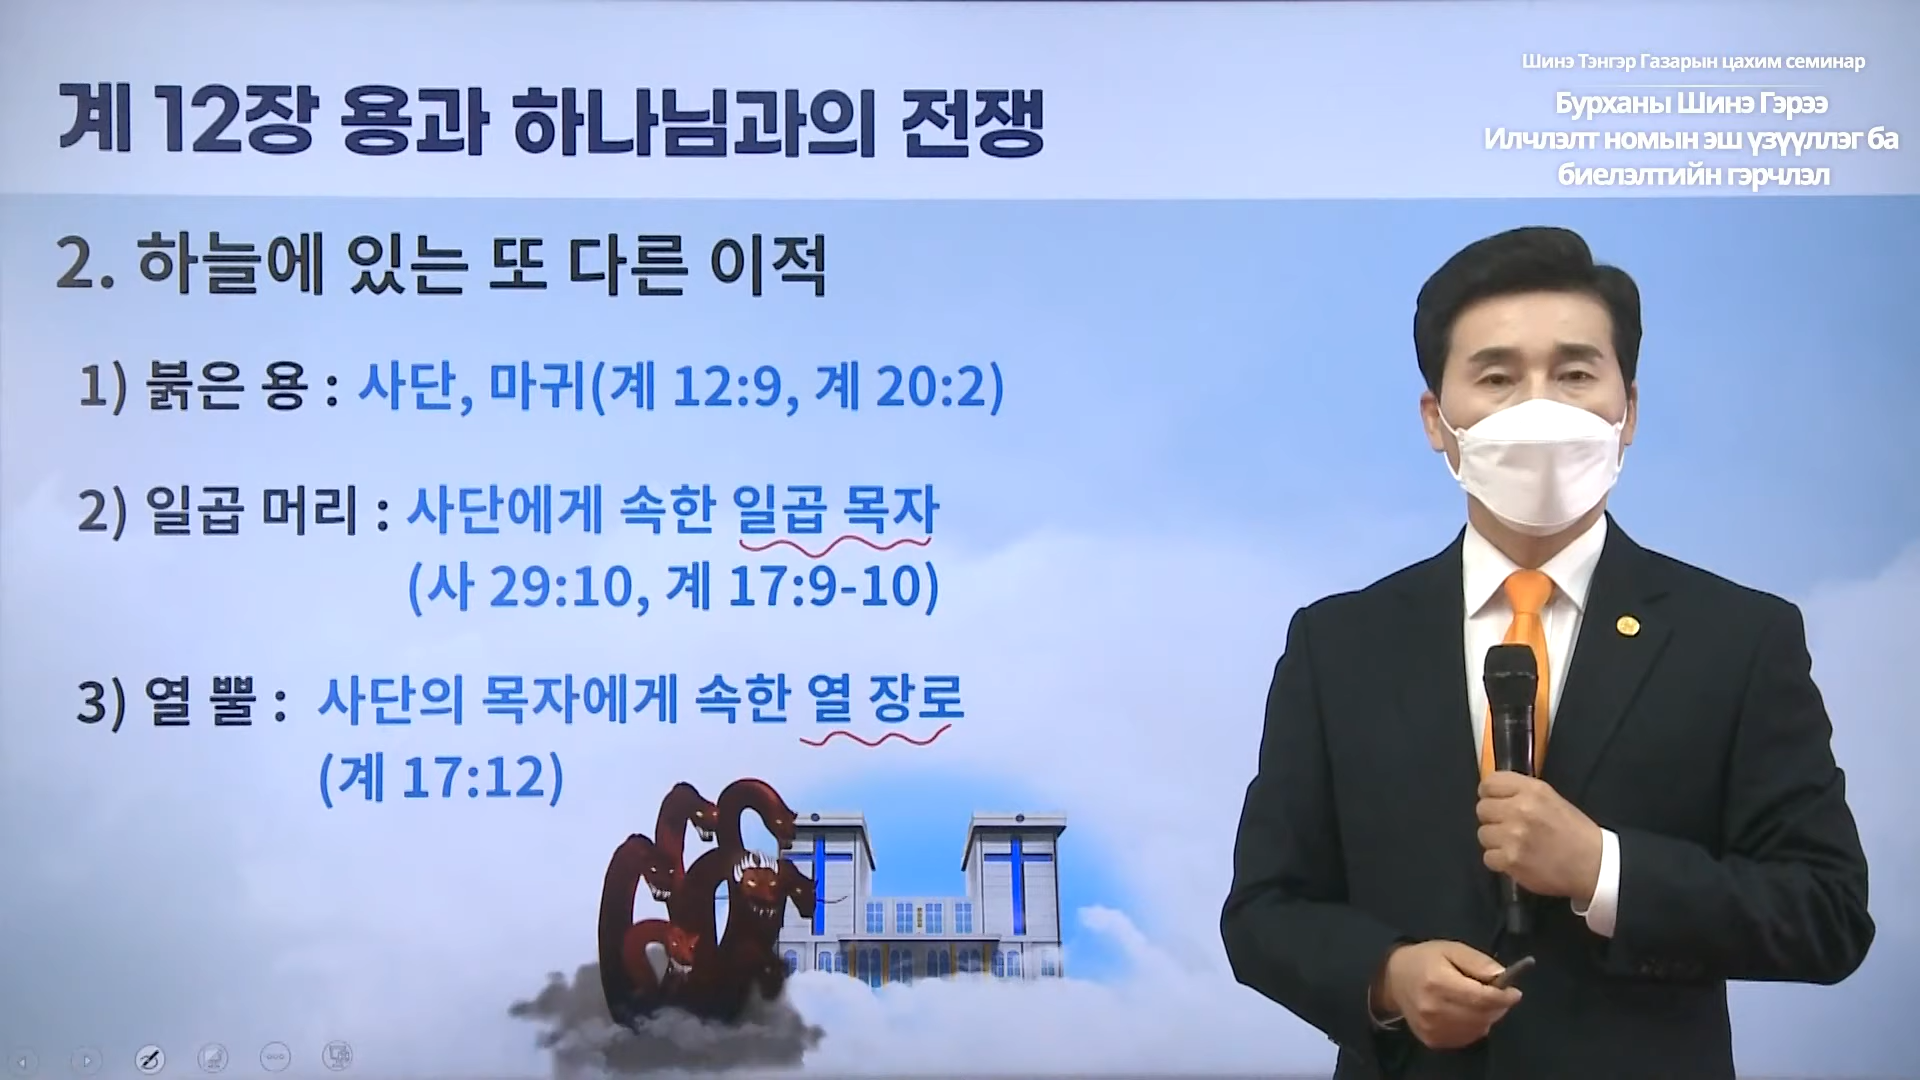 계 12장 용과 하나님과의 전쟁
Шинэ Тэнгэр Газарын цахим семинар
Бурханы Шинэ Гэрээ
Илчлэлт номын эш үзүүллэг ба
биелэлтийн гэрчлэл
2. 하늘에 있는 또 다른 이적
1) 붉은 용 : 사단, 마귀(계 12:9, 계 20:2)
2) 일곱 머리 : 사단에게 속한 일곱 목자
(사 29:10, 계 17:9-10)
3) 열 뿔 : 사단의 목자에게 속한 열 장로
(계 17:12)